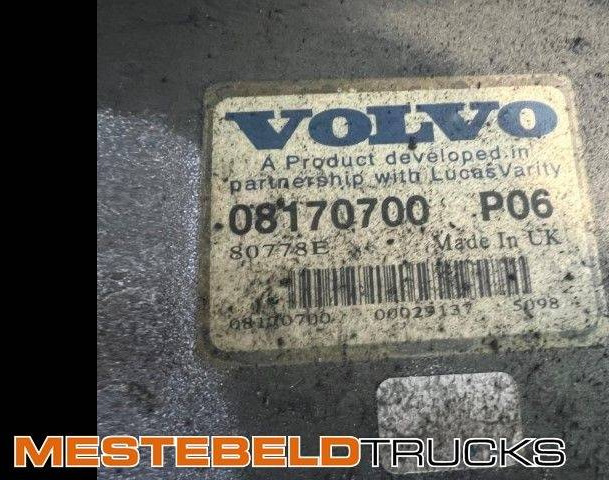 VOLVO
A Product developed in
partnership with LucasVarity
08170700 P06
80778E Made In UK
08170700 00029137 5098
MESTEBELDTRUCKS